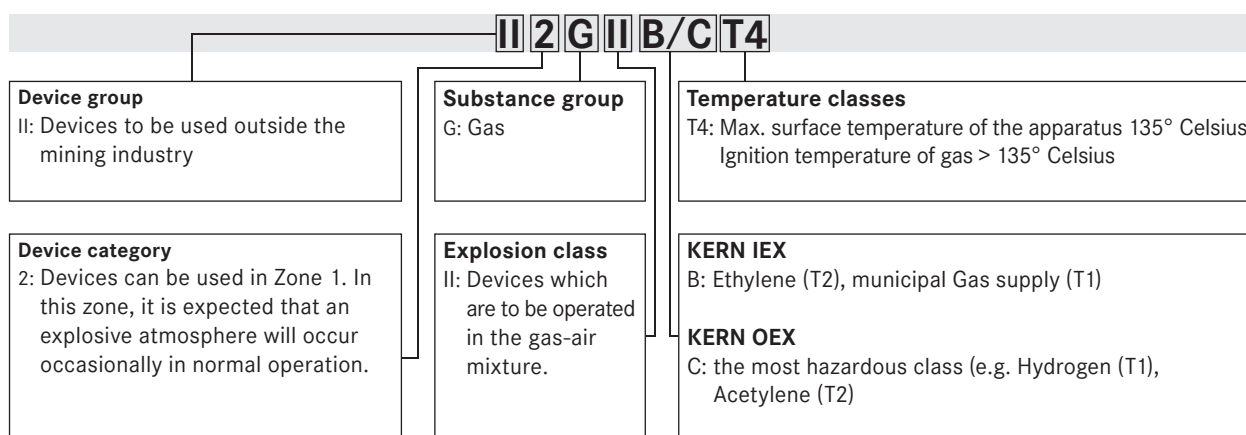 II 2 G II B/C T4
Device group
II: Devices to be used outside the
mining industry
Substance group
G: Gas
Temperature classes
T4: Max. surface temperature of the apparatus 135° Celsius
Ignition temperature of gas > 135° Celsius
Device category
2: Devices can be used in Zone 1. In
this zone, it is expected that an
explosive atmosphere will occur
occasionally in normal operation.
Explosion class
II: Devices which
are to be operated
in the gas-air
mixture.
KERN IEX
B: Ethylene (T2), municipal Gas supply (T1)
KERN OEX
C: the most hazardous class (e.g. Hydrogen (T1),
Acetylene (T2)